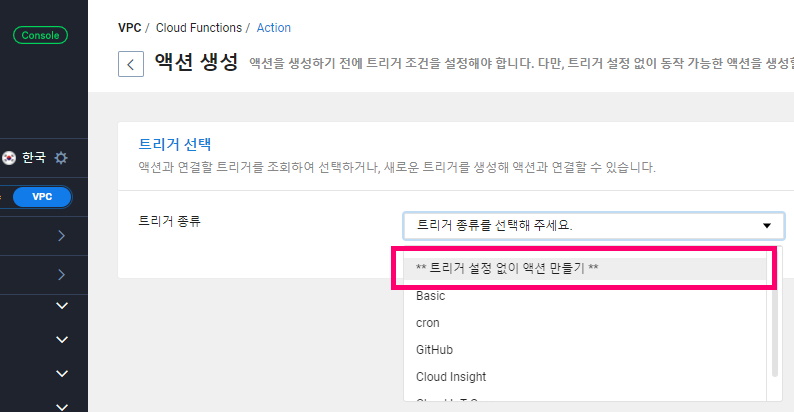 Console
VPC / Cloud Functions / Action
액션 생성 액션을 생성하기 전에 트리거 조건을 설정해야 합니다. 다만, 트리거 설정 없이 동작 가능한 액션을 생성할
한국
VPC
트리거 선택
액션과 연결할 트리거를 조회하여 선택하거나, 새로운 트리거를 생성해 액션과 연결할 수 있습니다.
트리거 종류
트리거 종류를 선택해 주세요.
** 트리거 설정 없이 액션 만들기 **
Basic
cron
GitHub
Cloud Insight